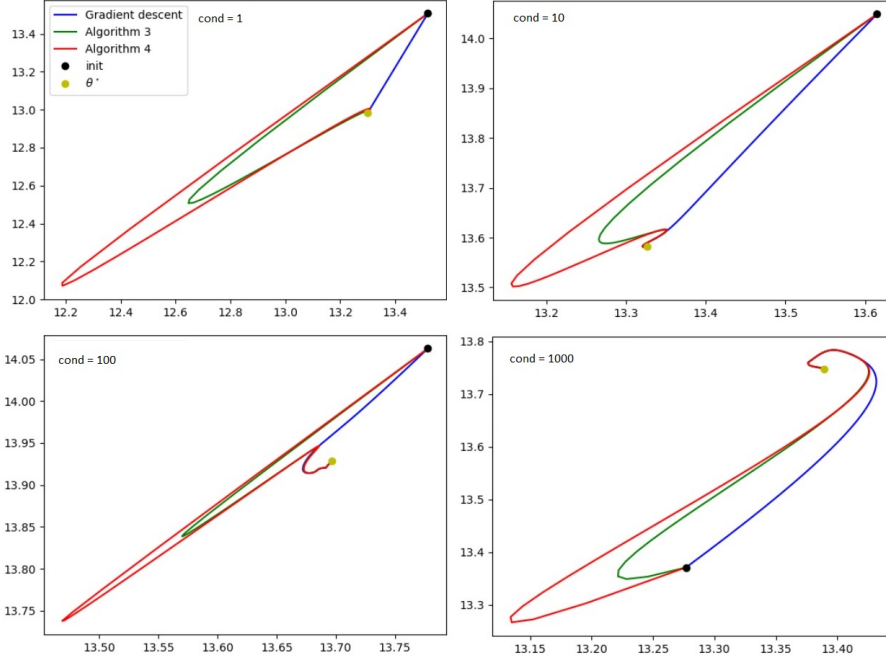 Gradient descent
Algorithm 3
Algorithm 4
init
θ*
cond = 1
13.4
13.2
13.0
12.8
12.6
12.4
12.2
12.0
12.2 12.4 12.6 12.8 13.0 13.2 13.4
cond = 10
14.0
13.9
13.8
13.7
13.6
13.5
13.2 13.3 13.4 13.5 13.6
cond = 100
14.05
14.00
13.95
13.90
13.85
13.80
13.75
13.50 13.55 13.60 13.65 13.70 13.75
cond = 1000
13.8
13.7
13.6
13.5
13.4
13.3
13.15 13.20 13.25 13.30 13.35 13.40